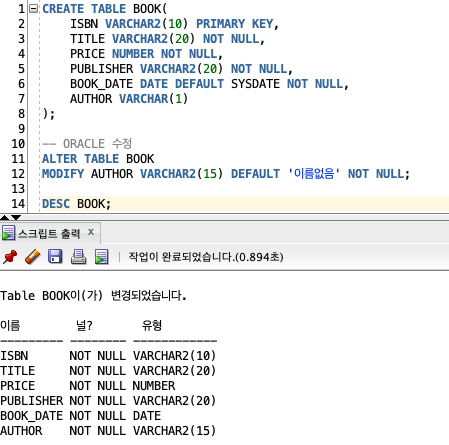 1 CREATE TABLE BOOK(
2 ISBN VARCHAR2(10) PRIMARY KEY,
3 TITLE VARCHAR2(20) NOT NULL,
4 PRICE NUMBER NOT NULL,
5 PUBLISHER VARCHAR2(20) NOT NULL,
6 BOOK_DATE DATE DEFAULT SYSDATE NOT NULL,
7 AUTHOR VARCHAR(1)
8 );
9
10 -- ORACLE 수정
11 ALTER TABLE BOOK
12 MODIFY AUTHOR VARCHAR2(15) DEFAULT '이름없음' NOT NULL;
13
14 DESC BOOK;
스크립트 출력 x
작업이 완료되었습니다.(0.894초)
Table BOOK이(가) 변경되었습니다.
이름 널? 유형
--------- -------- ------------
ISBN NOT NULL VARCHAR2(10)
TITLE NOT NULL VARCHAR2(20)
PRICE NOT NULL NUMBER
PUBLISHER NOT NULL VARCHAR2(20)
BOOK_DATE NOT NULL DATE
AUTHOR NOT NULL VARCHAR2(15)